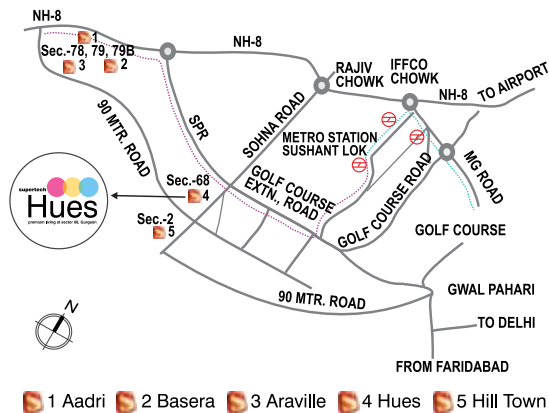 NH-8
1
Sec.-78, 79, 79B
3
2
NH-8
RAJIV
CHOWK
IFFCO
CHOWK
NH-8
TO AIRPORT
90 MTR. ROAD
SPR
SOHNA ROAD
METRO STATION
SUSHANT LOK
MG ROAD
supertech
Hues
premium living at sector 68, Gurgaon
Sec.-68
4
GOLF COURSE
EXTN., ROAD
GOLF COURSE ROAD
Sec.-2
5
GOLF COURSE
90 MTR. ROAD
GWAL PAHARI
N
TO DELHI
FROM FARIDABAD
1 Aadri 2 Basera 3 Araville 4 Hues 5 Hill Town